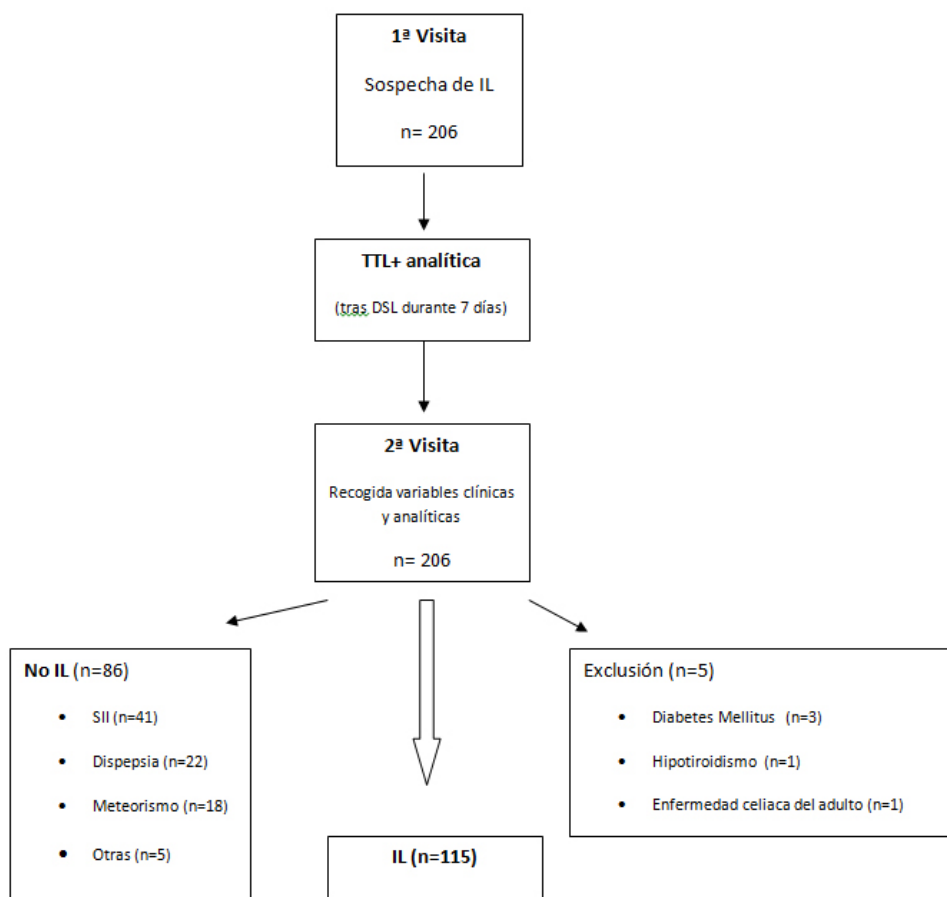 1ª Visita
Sospecha de IL
n= 206
TTL+ analítica
(tras DSL durante 7 días)
2ª Visita
Recogida variables clínicas
y analíticas
n= 206
No IL (n=86)
• SII (n=41)
• Dispepsia (n=22)
• Meteorismo (n=18)
• Otras (n=5)
IL (n=115)
Exclusión (n=5)
• Diabetes Mellitus (n=3)
• Hipotiroidismo (n=1)
• Enfermedad celiaca del adulto (n=1)